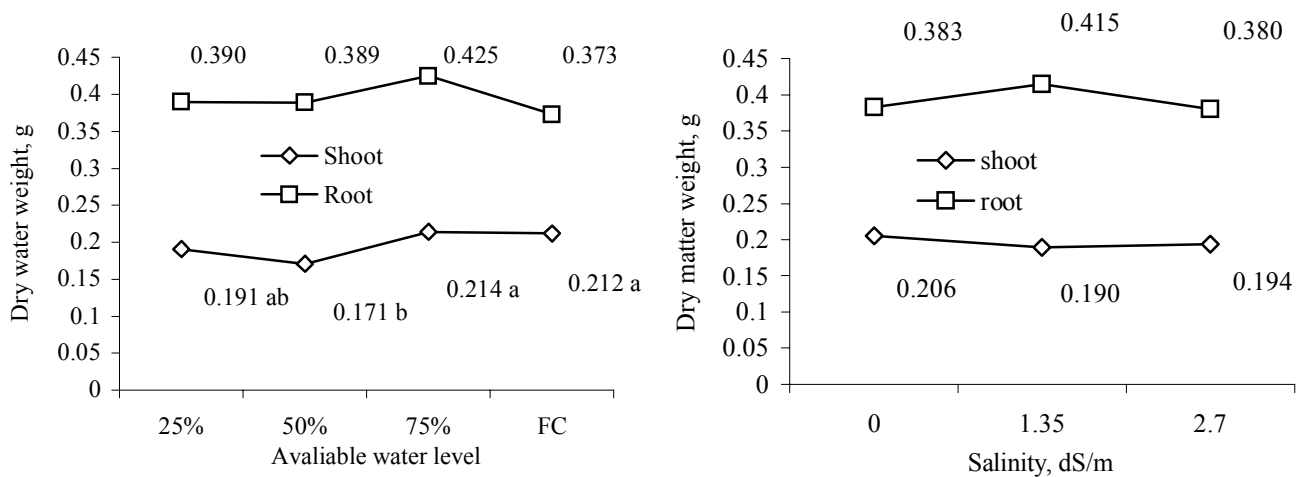 0.390 0.389 0.425 0.373
0.45
0.4
0.35
0.3
0.25
0.2
0.15
0.1
0.05
0
Dry water weight, g
Shoot
Root
0.191 ab 0.171 b 0.214 a 0.212 a
25% 50% 75% FC
Avaliable water level
0.383 0.415 0.380
0.45
0.4
0.35
0.3
0.25
0.2
0.15
0.1
0.05
0
Dry matter weight, g
shoot
root
0.206 0.190 0.194
0 1.35 2.7
Salinity, dS/m